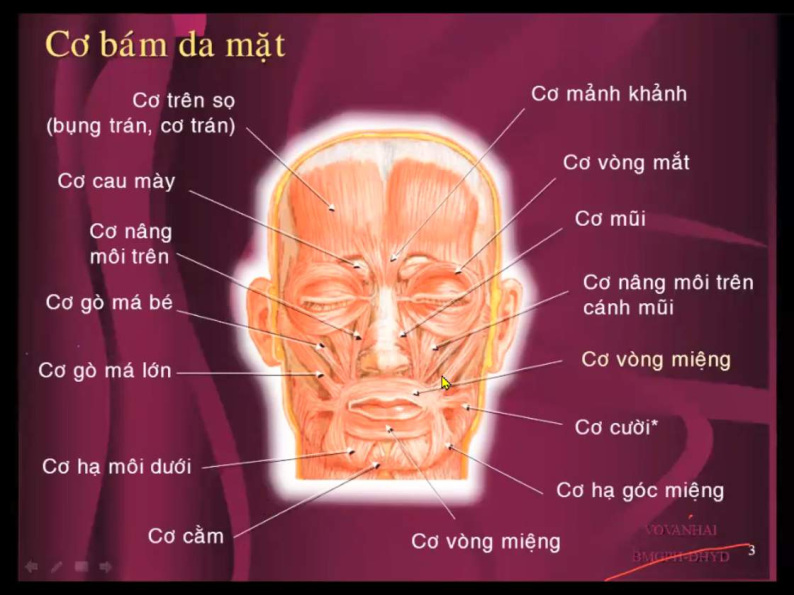 Cơ bám da mặt
Cơ trên sọ
(bụng trán, cơ trán)
Cơ mảnh khảnh
Cơ vòng mắt
Cơ cau mày
Cơ mũi
Cơ nâng
môi trên
Cơ nâng môi trên
cánh mũi
Cơ gò má bé
Cơ vòng miệng
Cơ gò má lớn
Cơ cười*
Cơ hạ môi dưới
Cơ hạ góc miệng
Cơ cằm
Cơ vòng miệng
VOVANHAI
BMGPH-DHYD
3